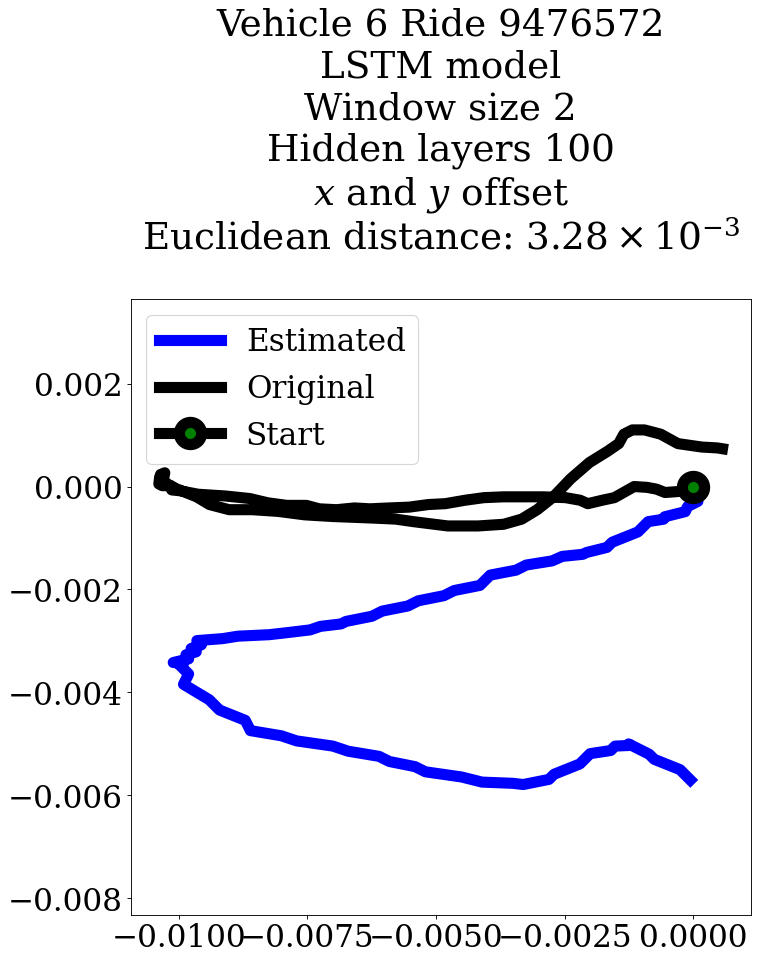 Vehicle 6 Ride 9476572
LSTM model
Window size 2
Hidden layers 100
x and y offset
Euclidean distance: 3.28 × 10⁻³
Estimated
Original
Start
0.002
0.000
−0.002
−0.004
−0.006
−0.008
−0.0100 −0.0075 −0.0050 −0.0025 0.0000